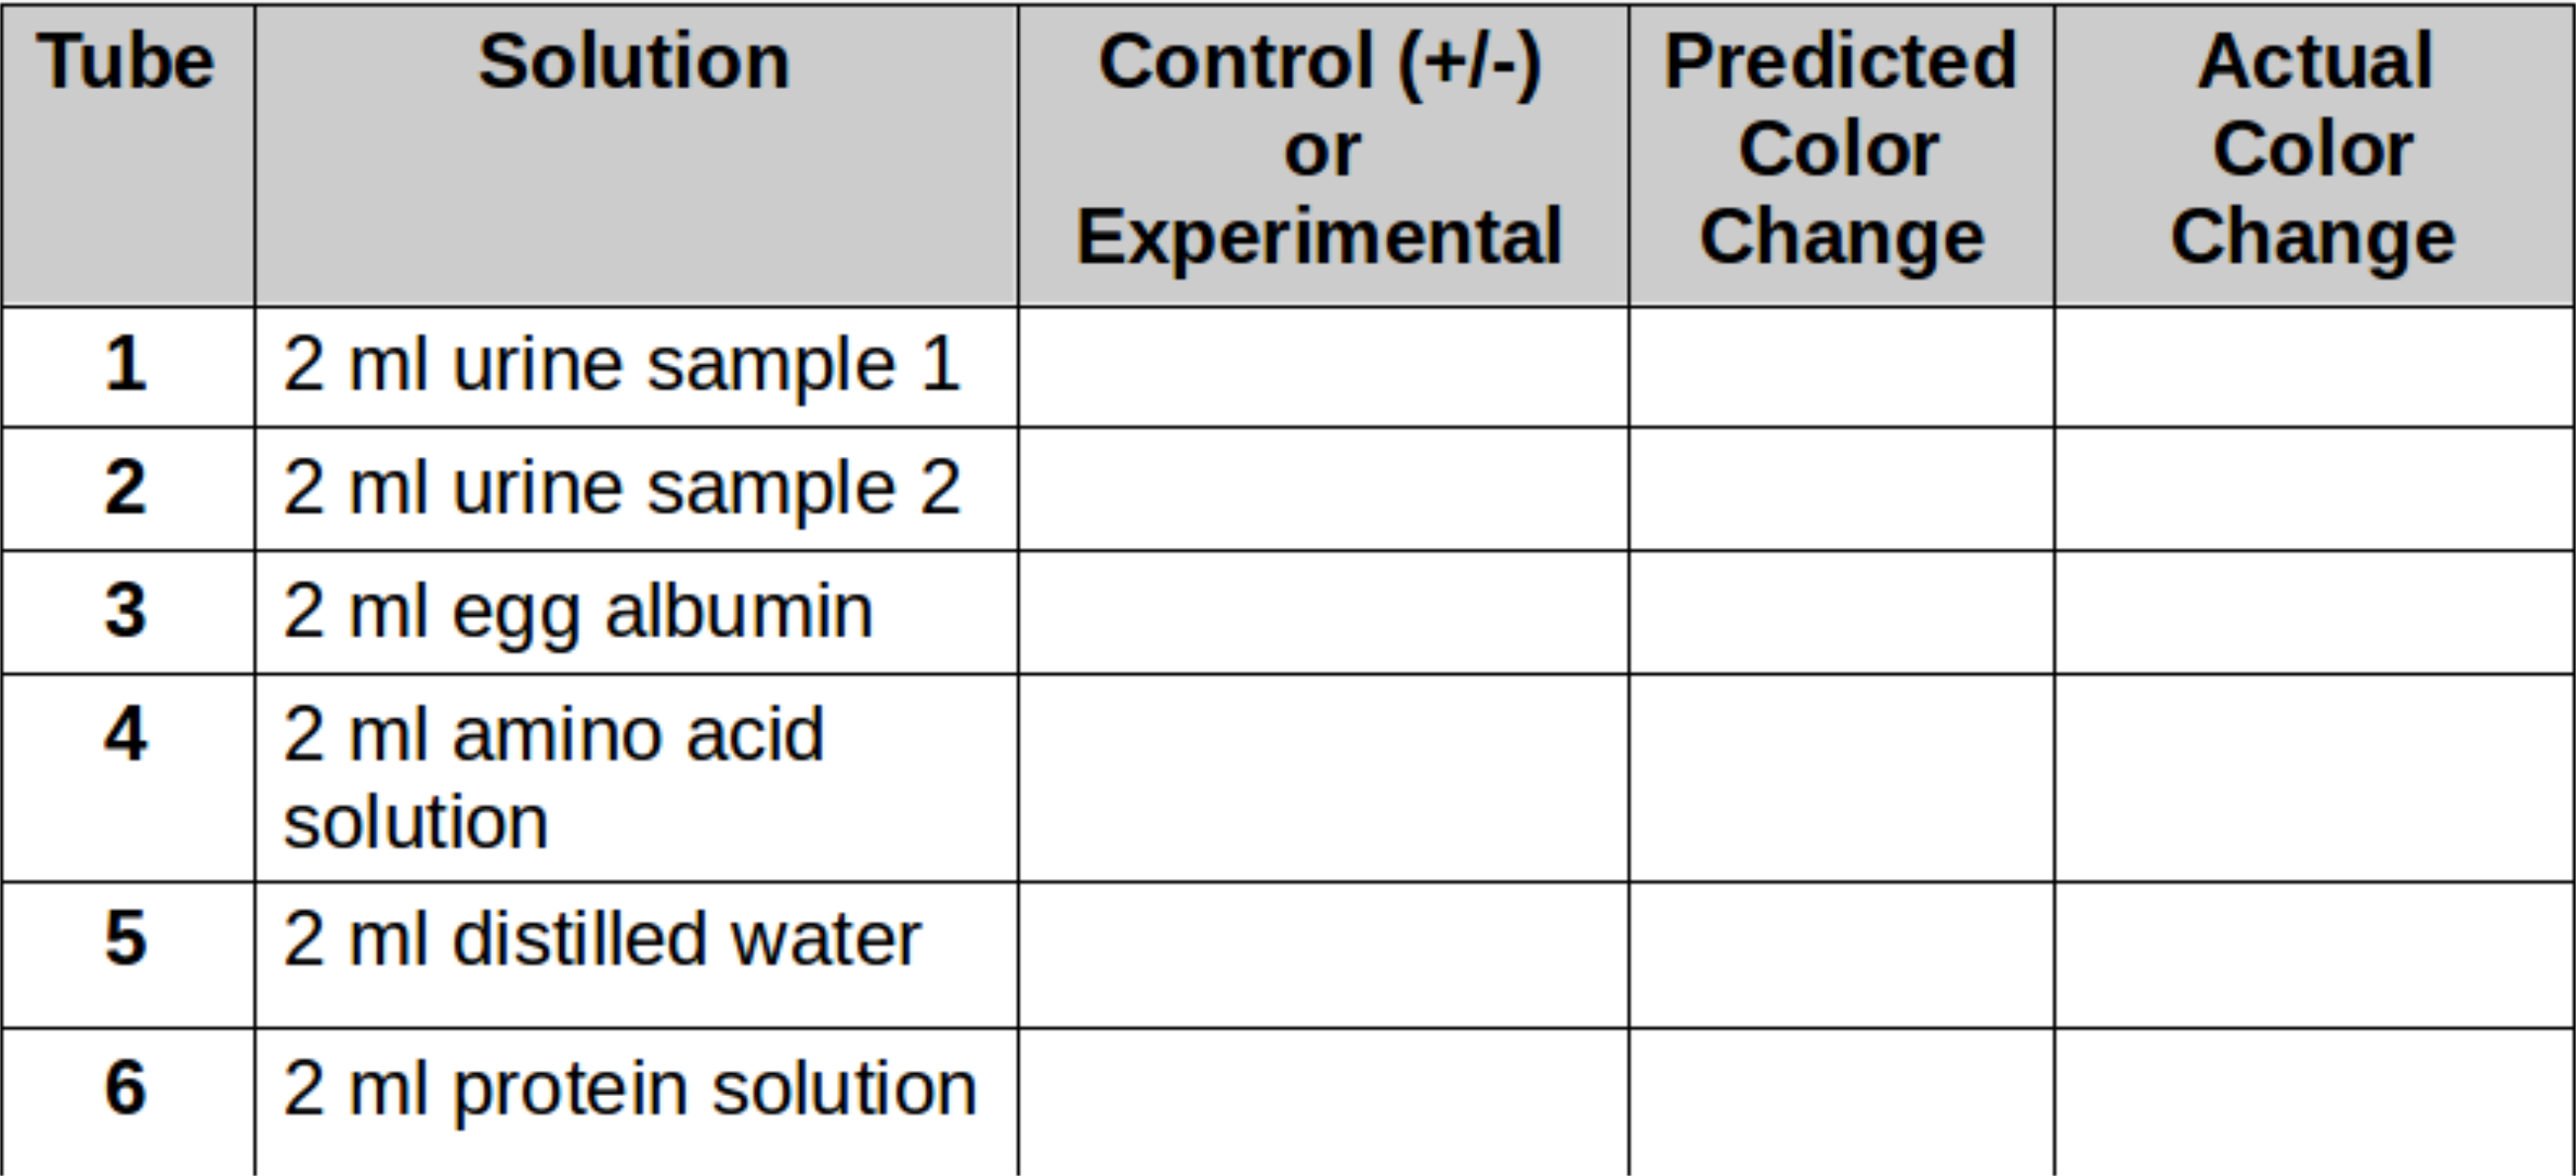 Tube Solution Control (+/-) Predicted Actual
or Color Color
Experimental Change Change
1 2 ml urine sample 1
2 2 ml urine sample 2
3 2 ml egg albumin
4 2 ml amino acid
solution
5 2 ml distilled water
6 2 ml protein solution